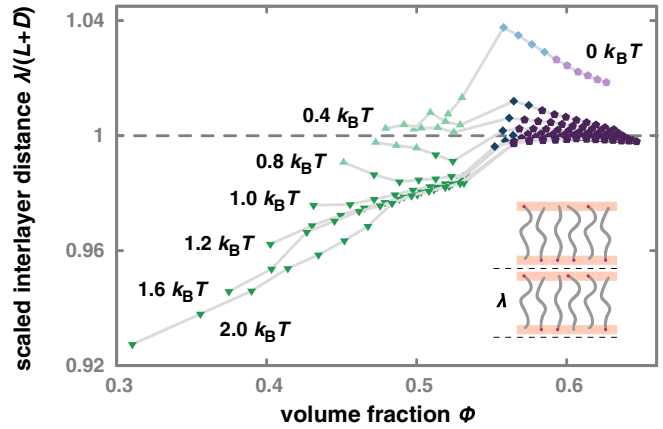 scaled interlayer distance λ/(L+D)
1.04
1
0.96
0.92
0 kBT
0.4 kBT
0.8 kBT
1.0 kBT
1.2 kBT
1.6 kBT
2.0 kBT
λ
0.3
0.4
0.5
0.6
volume fraction Φ